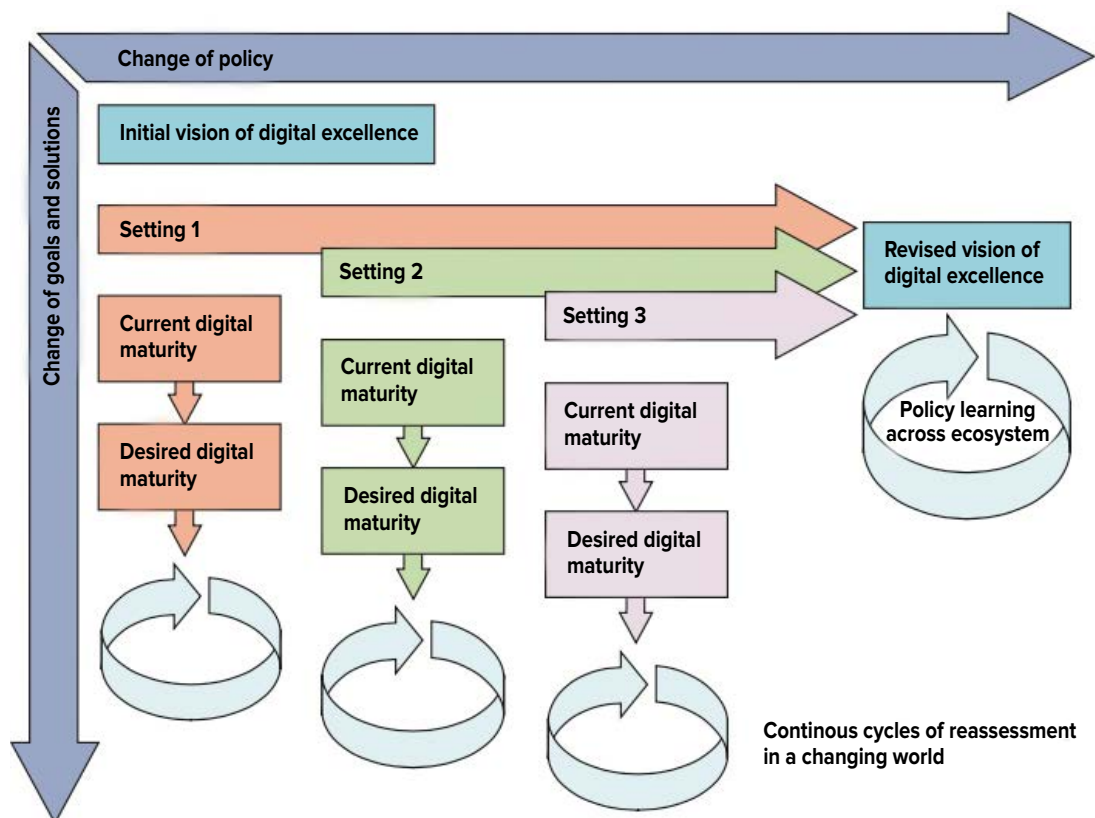 Change of policy
Change of goals and solutions
Initial vision of digital excellence
Setting 1
Setting 2
Setting 3
Revised vision of
digital excellence
Current digital
maturity
Desired digital
maturity
Current digital
maturity
Desired digital
maturity
Current digital
maturity
Desired digital
maturity
Policy learning
across ecosystem
Continous cycles of reassessment
in a changing world